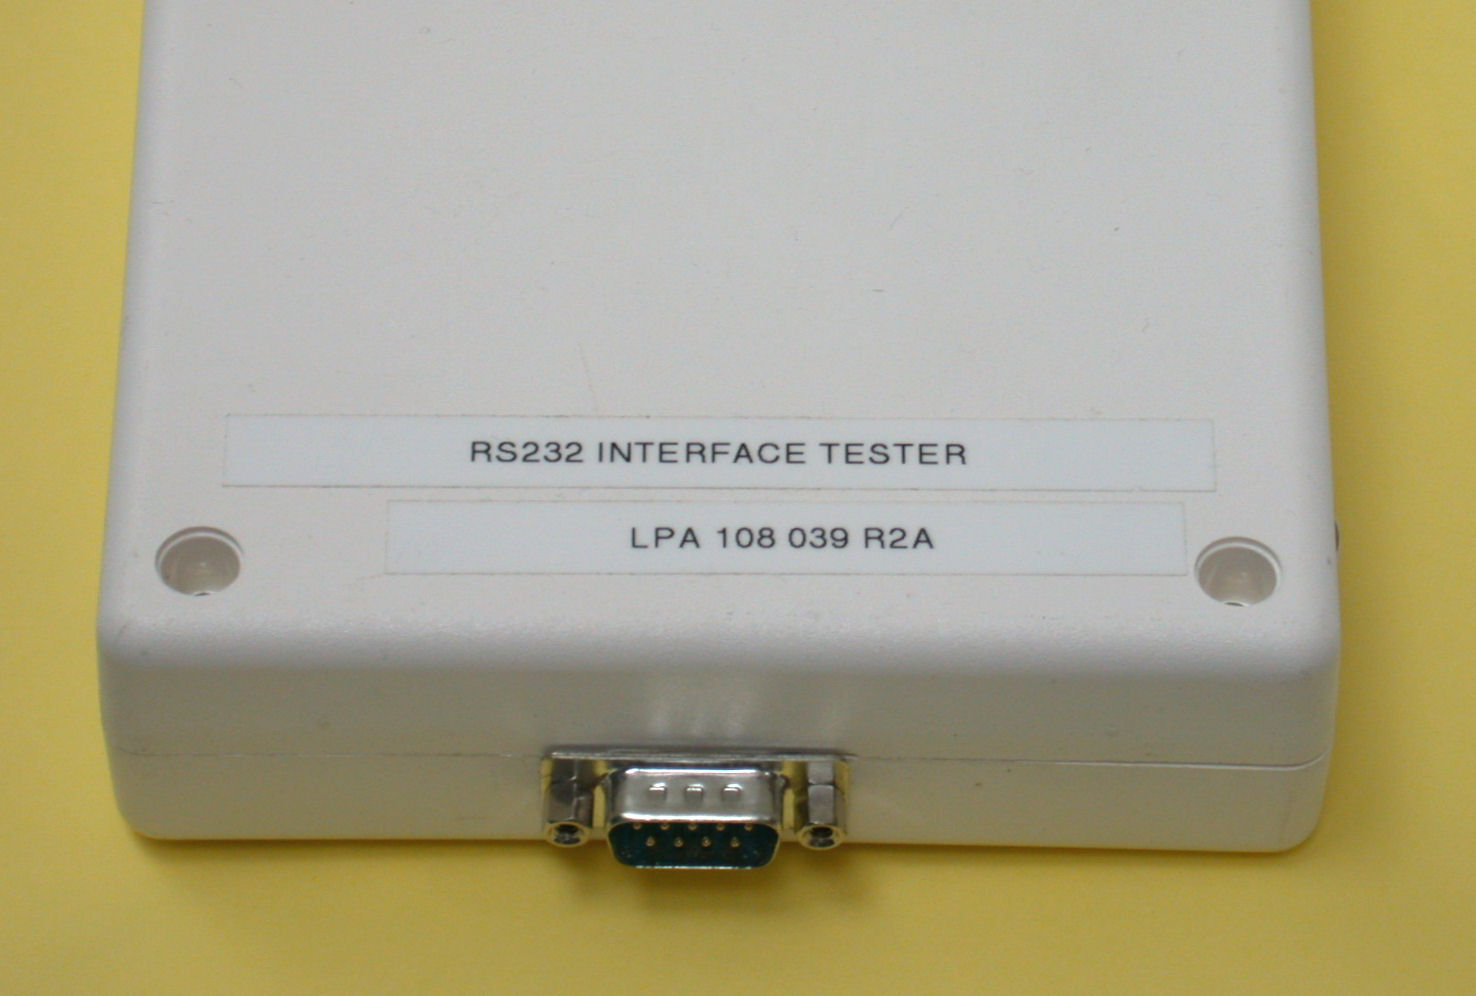 RS232 INTERFACE TESTER
LPA 108 039 R2A